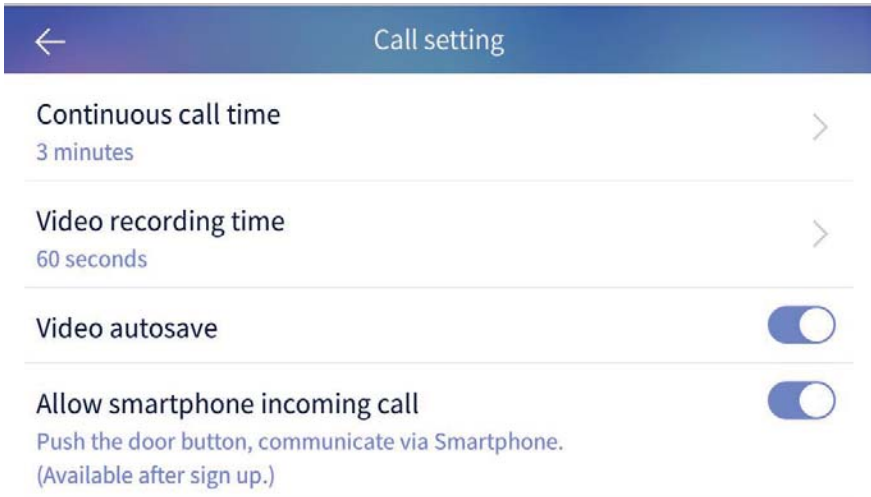 Call setting
Continuous call time
3 minutes
Video recording time
60 seconds
Video autosave
Allow smartphone incoming call
Push the door button, communicate via Smartphone.
(Available after sign up.)